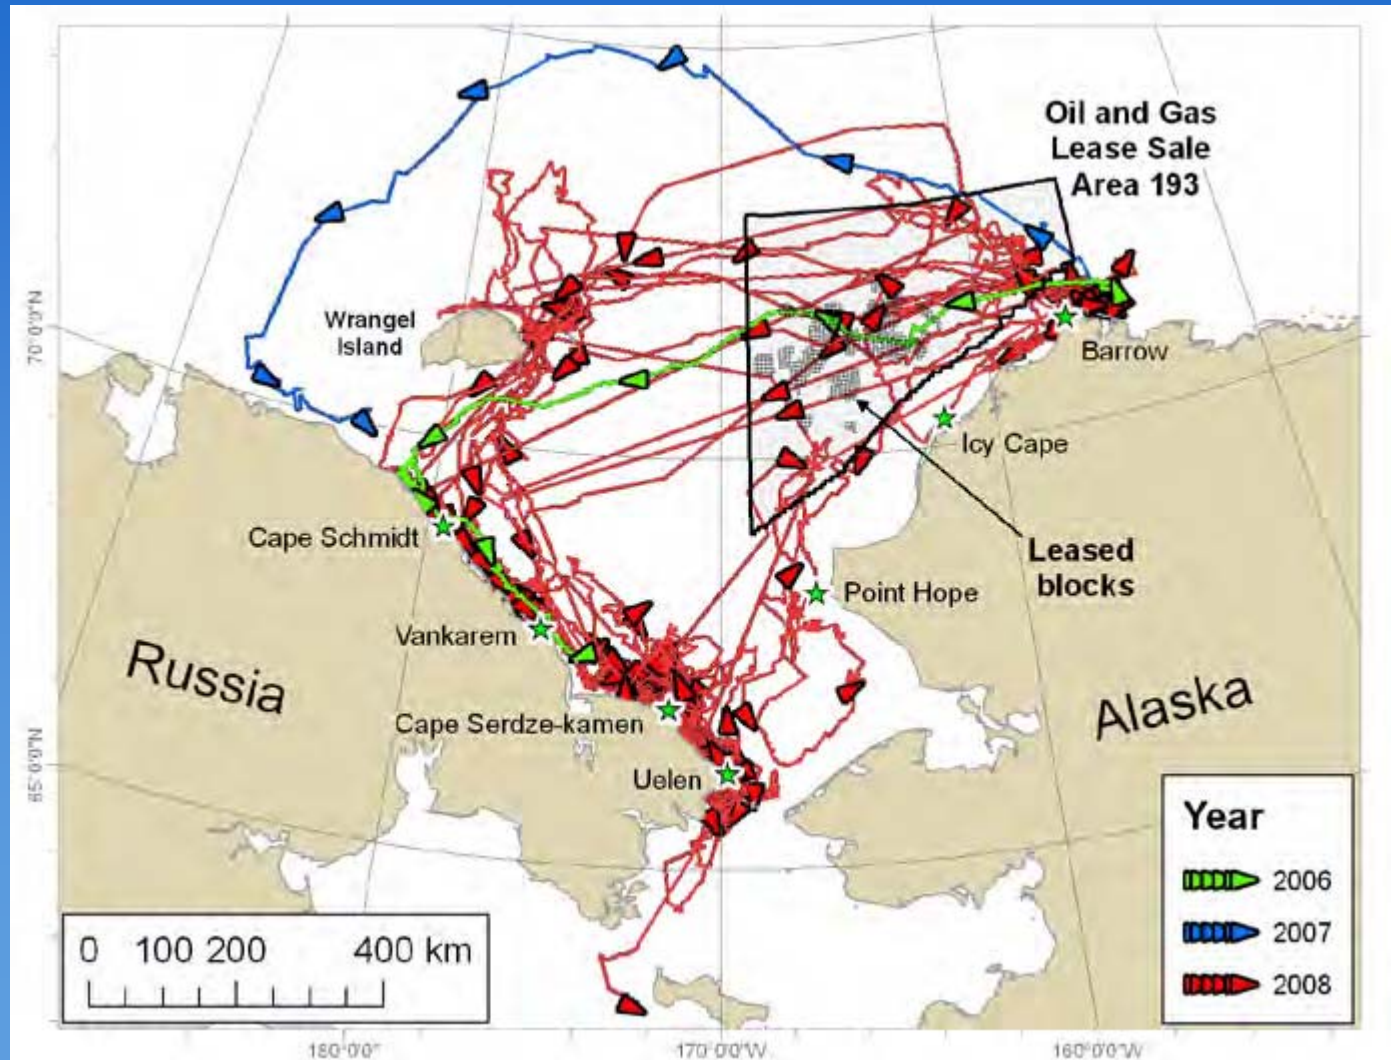 Oil and Gas
Lease Sale
Area 193
70°0'0"N
Wrangel
Island
Barrow
Icy Cape
Cape Schmidt
Leased
blocks
Point Hope
Vankarem
Russia
Alaska
Cape Serdze-kamen
65°0'0"N
Uelen
Year
2006
2007
2008
0 100 200 400 km
180°0'0"
170°0'0"W
160°0'0"W